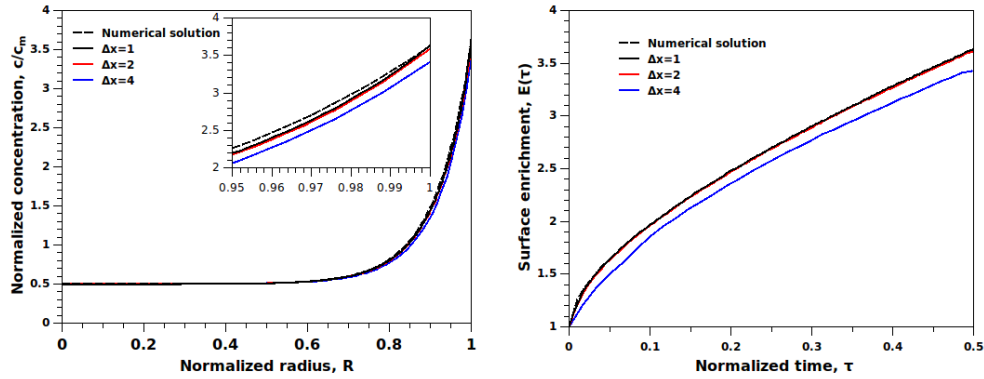 Normalized concentration, c/cm
4
3.5
3
2.5
2
1.5
1
0.5
0
Numerical solution
Δx=1
Δx=2
Δx=4
4
3.5
3
2.5
2
0.95 0.96 0.97 0.98 0.99 1
0 0.2 0.4 0.6 0.8 1
Normalized radius, R
Surface enrichment, E(τ)
4
3.5
3
2.5
2
1.5
1
Numerical solution
Δx=1
Δx=2
Δx=4
0 0.1 0.2 0.3 0.4 0.5
Normalized time, τ